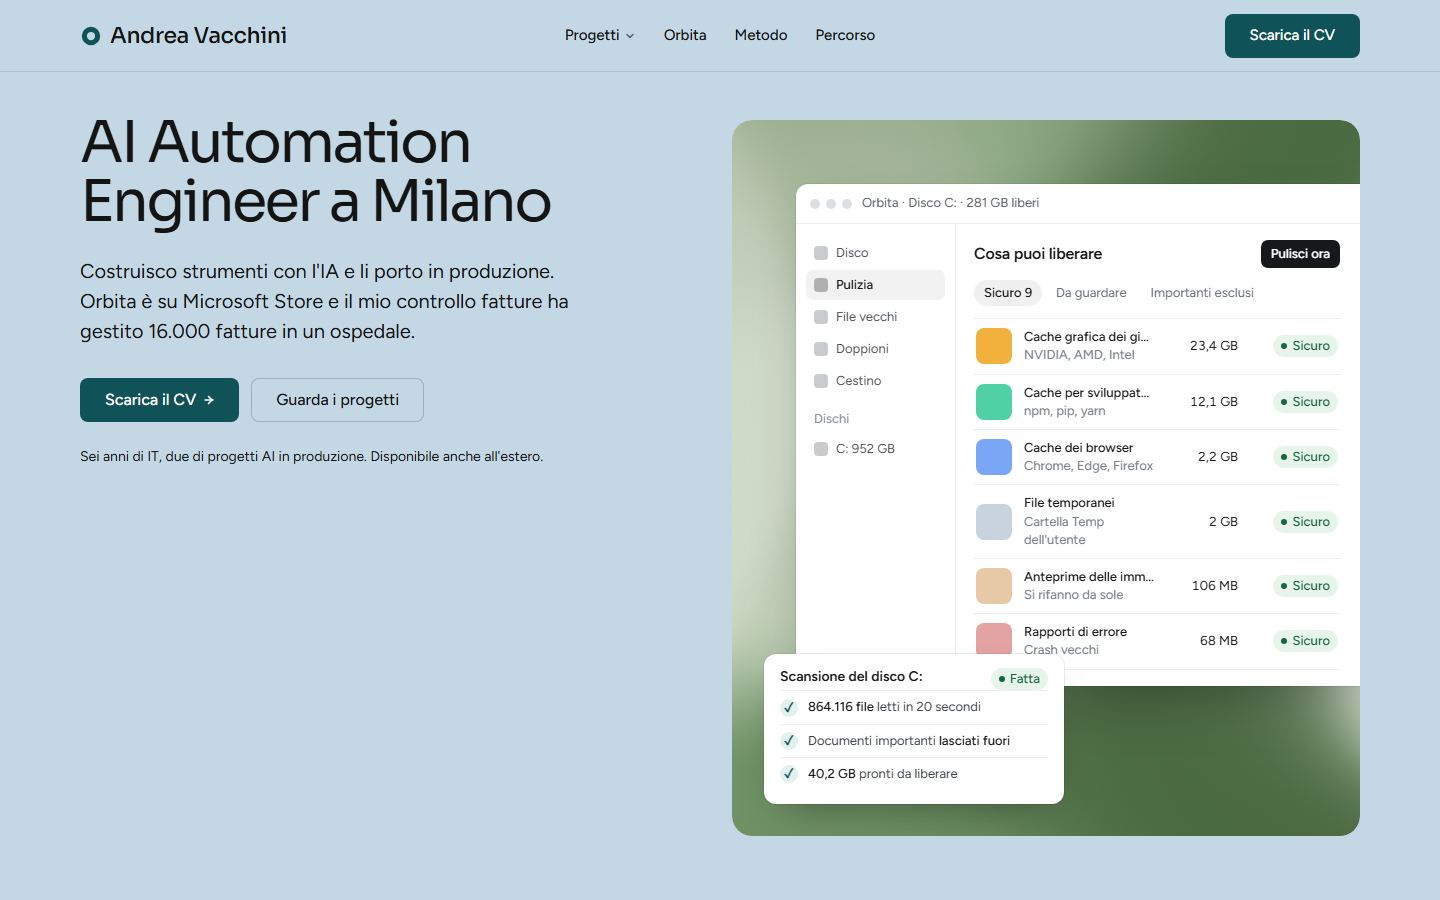 Andrea Vacchini
Progetti
Orbita
Metodo
Percorso
Scarica il CV
AI Automation
Engineer a Milano
Costruisco strumenti con l'IA e li porto in produzione.
Orbita è su Microsoft Store e il mio controllo fatture ha
gestito 16.000 fatture in un ospedale.
Scarica il CV →
Guarda i progetti
Sei anni di IT, due di progetti AI in produzione. Disponibile anche all'estero.
Orbita · Disco C: · 281 GB liberi
Disco
Pulizia
File vecchi
Doppioni
Cestino
Dischi
C: 952 GB
Cosa puoi liberare
Pulisci ora
Sicuro 9
Da guardare
Importanti esclusi
Cache grafica dei gi...
NVIDIA, AMD, Intel
23,4 GB
Sicuro
Cache per sviluppat...
npm, pip, yarn
12,1 GB
Sicuro
Cache dei browser
Chrome, Edge, Firefox
2,2 GB
Sicuro
File temporanei
Cartella Temp
dell'utente
2 GB
Sicuro
Anteprime delle imm...
Si rifanno da sole
106 MB
Sicuro
Rapporti di errore
Crash vecchi
68 MB
Sicuro
Scansione del disco C:
Fatta
864.116 file letti in 20 secondi
Documenti importanti lasciati fuori
40,2 GB pronti da liberare